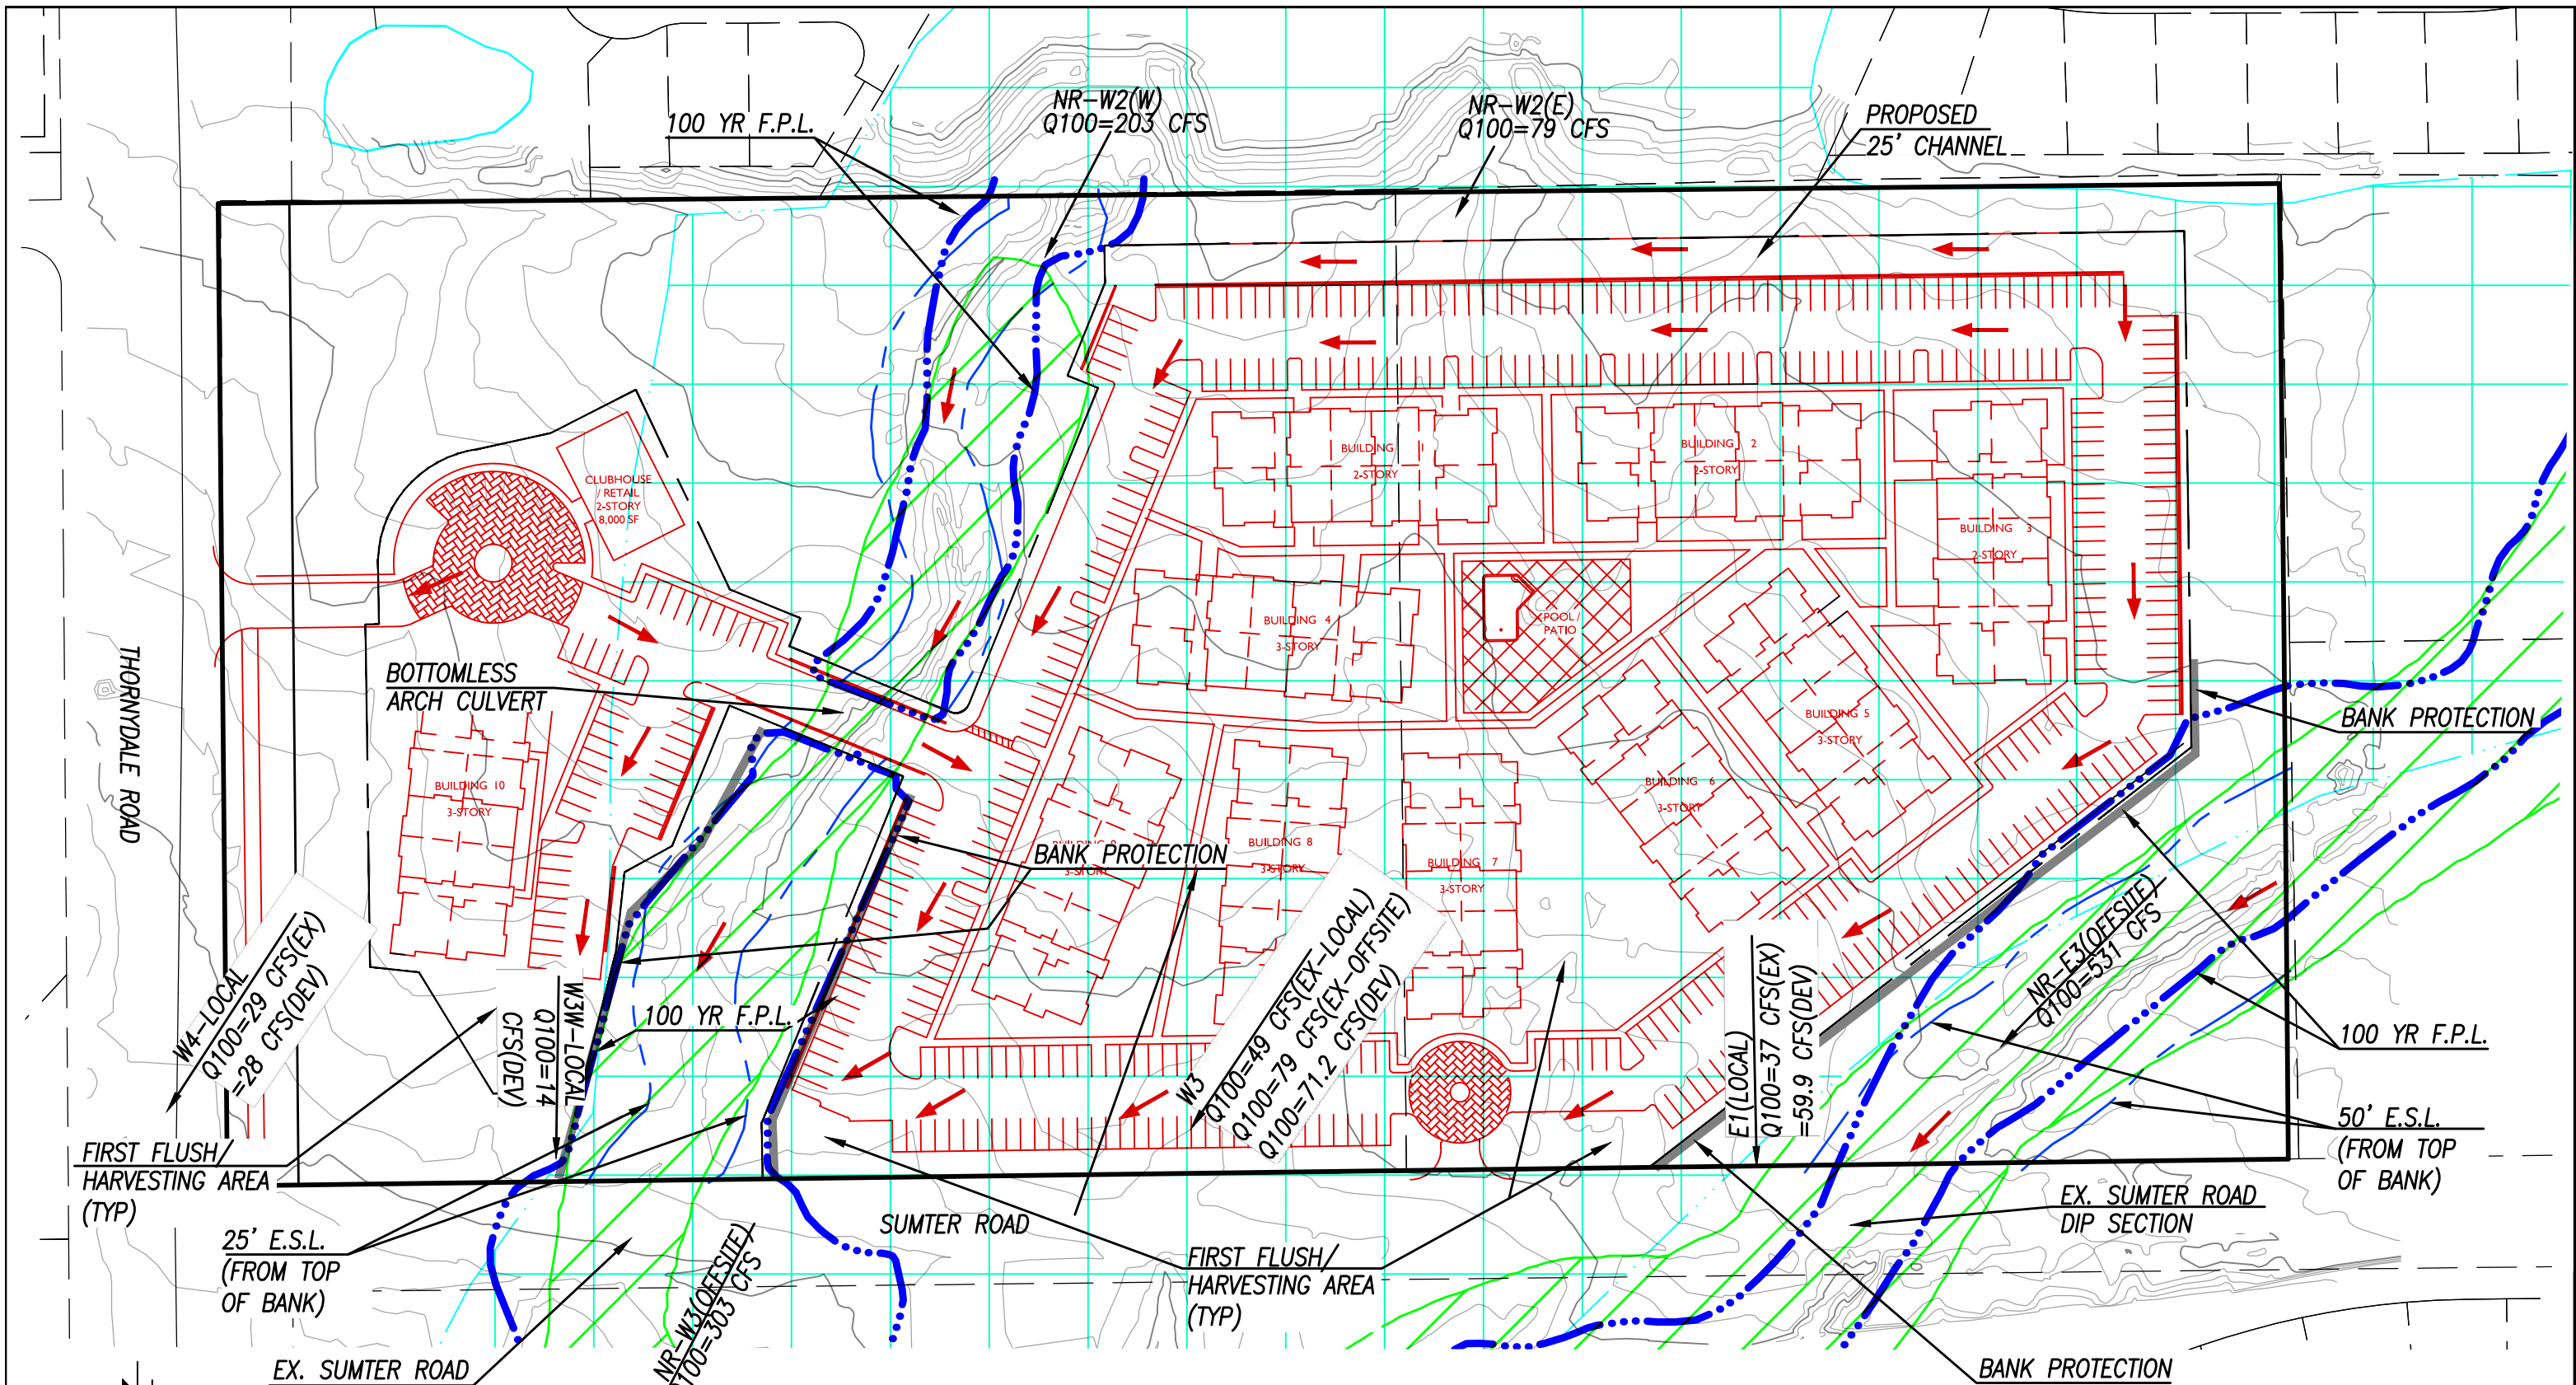 100 YR F.P.L.
NR-W2(W)
Q100=203 CFS
NR-W2(E)
Q100=79 CFS
PROPOSED
25' CHANNEL
CLUBHOUSE
/ RETAIL
2-STORY
8,000 SF
BUILDING 1
2-STORY
BUILDING 2
2-STORY
BUILDING 3
2-STORY
BUILDING 4
3-STORY
POOL /
PATIO
THORNYDALE ROAD
BOTTOMLESS
ARCH CULVERT
BUILDING 5
3-STORY
BANK PROTECTION
BUILDING 10
3-STORY
BUILDING 6
3-STORY
BUILDING 8
3-STORY
BUILDING 7
3-STORY
BANK PROTECTION
3-STORY
W4-LOCAL
Q100=29 CFS(EX)
=28 CFS(DEV)
W3W-LOCAL
Q100=14
CFS(DEV)
100 YR F.P.L.
W3
Q100=49 CFS(EX-LOCAL)
Q100=79 CFS(EX-OFFSITE)
Q100=71.2 CFS(DEV)
E1(LOCAL)
Q100=37 CFS(EX)
=59.9 CFS(DEV)
NR-E3(OFFSITE)
Q100=531 CFS
100 YR F.P.L.
50' E.S.L.
(FROM TOP
OF BANK)
FIRST FLUSH/
HARVESTING AREA
(TYP)
25' E.S.L.
(FROM TOP
OF BANK)
SUMTER ROAD
EX. SUMTER ROAD
DIP SECTION
FIRST FLUSH/
HARVESTING AREA
(TYP)
NR-W3(OFFSITE)
Q100=303 CFS
EX. SUMTER ROAD
BANK PROTECTION